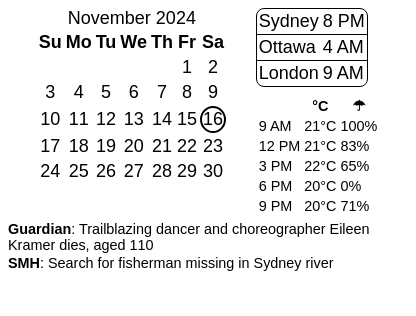 November 2024
Su Mo Tu We Th Fr Sa
1 2
3 4 5 6 7 8 9
10 11 12 13 14 15 16
17 18 19 20 21 22 23
24 25 26 27 28 29 30
Sydney 8 PM
Ottawa 4 AM
London 9 AM
°C ☂
9 AM 21°C 100%
12 PM 21°C 83%
3 PM 22°C 65%
6 PM 20°C 0%
9 PM 20°C 71%
Guardian: Trailblazing dancer and choreographer Eileen
Kramer dies, aged 110
SMH: Search for fisherman missing in Sydney river